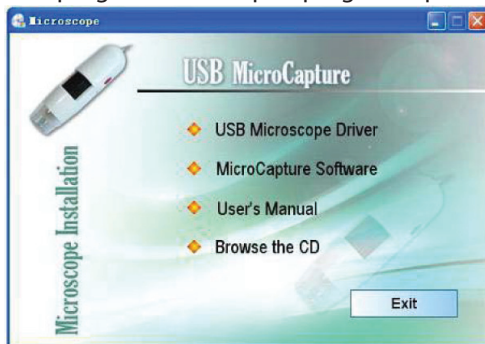 Microscope
USB MicroCapture
USB Microscope Driver
MicroCapture Software
User's Manual
Browse the CD
Exit
Microscope Installation